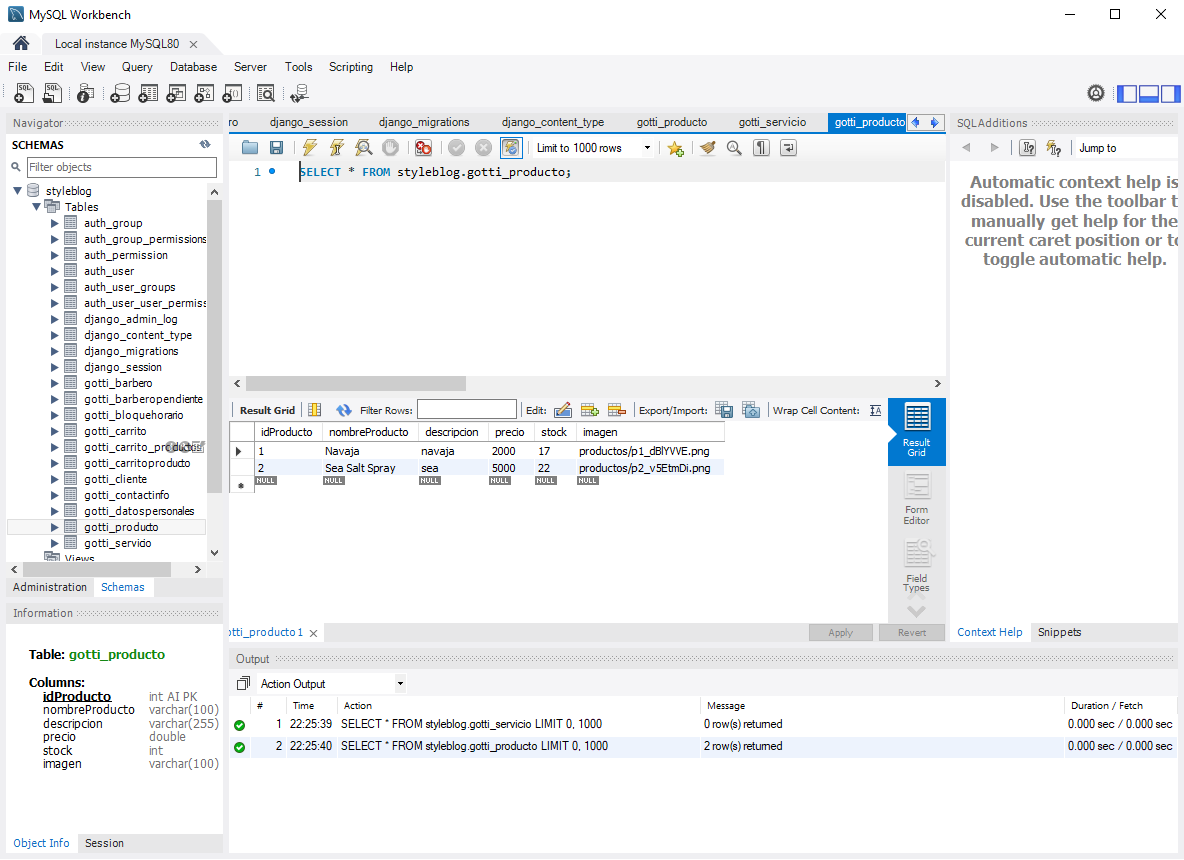 MySQL Workbench
Local instance MySQL80
File Edit View Query Database Server Tools Scripting Help
Navigator
SCHEMAS
Filter objects
styleblog
Tables
auth_group
auth_group_permissions
auth_permission
auth_user
auth_user_groups
auth_user_user_permiss
django_admin_log
django_content_type
django_migrations
django_session
gotti_barbero
gotti_barberopendiente
gotti_bloquehorario
gotti_carrito
gotti_carrito_productos
gotti_carritoproducto
gotti_cliente
gotti_contactinfo
gotti_datospersonales
gotti_producto
gotti_servicio
Views
Administration Schemas
Information
Table: gotti_producto
Columns:
idProducto int AI PK
nombreProducto varchar(100)
descripcion varchar(255)
precio double
stock int
imagen varchar(100)
Object Info Session
ro django_session django_migrations django_content_type gotti_producto gotti_servicio gotti_producto
Limit to 1000 rows
1 SELECT * FROM styleblog.gotti_producto;
Result Grid Filter Rows: Edit: Export/Import: Wrap Cell Content:
idProducto nombreProducto descripcion precio stock imagen
1 Navaja navaja 2000 17 productos/p1_dBlYVVE.png
2 Sea Salt Spray sea 5000 22 productos/p2_v5EtmDi.png
NULL NULL NULL NULL NULL NULL
Result
Grid
Form
Editor
Field
Types
otti_producto 1
Apply Revert
SQLAdditions
Jump to
Automatic context help is
disabled. Use the toolbar t
manually get help for the
current caret position or to
toggle automatic help.
Context Help Snippets
Output
Action Output
# Time Action Message Duration / Fetch
1 22:25:39 SELECT * FROM styleblog.gotti_servicio LIMIT 0, 1000 0 row(s) returned 0.000 sec / 0.000 sec
2 22:25:40 SELECT * FROM styleblog.gotti_producto LIMIT 0, 1000 2 row(s) returned 0.000 sec / 0.000 sec